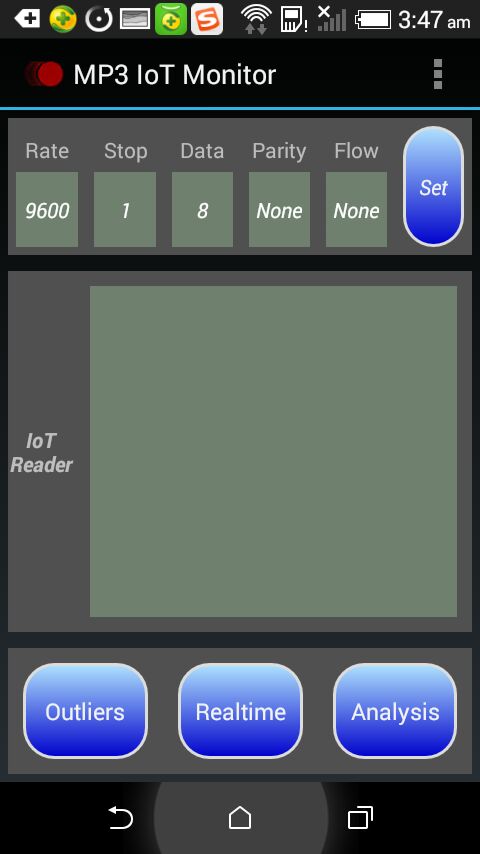 3:47 am
MP3 IoT Monitor
Rate Stop Data Parity Flow
9600 1 8 None None Set
IoT
Reader
Outliers Realtime Analysis